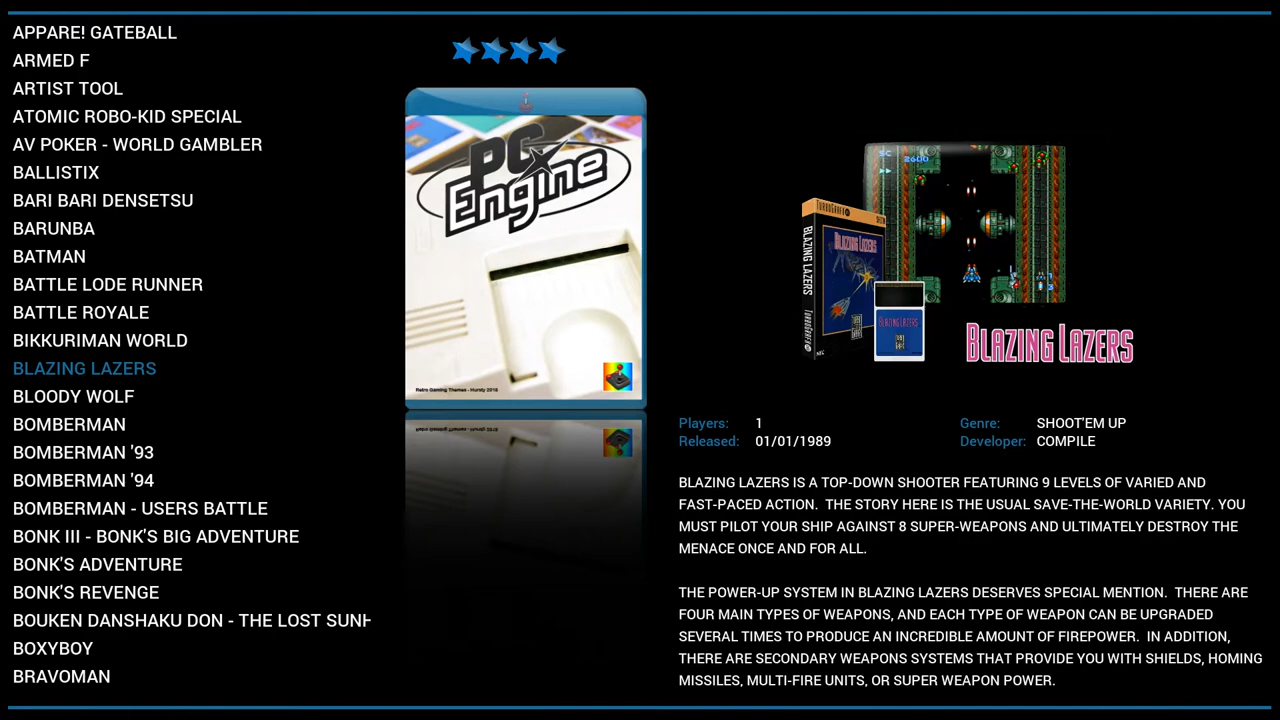 APPARE! GATEBALL
ARMED F
ARTIST TOOL
ATOMIC ROBO-KID SPECIAL
AV POKER - WORLD GAMBLER
BALLISTIX
BARI BARI DENSETSU
BARUNBA
BATMAN
BATTLE LODE RUNNER
BATTLE ROYALE
BIKKURIMAN WORLD
BLAZING LAZERS
BLOODY WOLF
BOMBERMAN
BOMBERMAN '93
BOMBERMAN '94
BOMBERMAN - USERS BATTLE
BONK III - BONK'S BIG ADVENTURE
BONK'S ADVENTURE
BONK'S REVENGE
BOUKEN DANSHAKU DON - THE LOST SUNH
BOXYBOY
BRAVOMAN
PC
Engine
Retro Gaming Themes - Hursty 2018
SC 2600
TURBOGRAFX
BLAZING LAZERS
BLAZING LAZERS
BLAZING LAZERS
BLAZING LAZERS
Players: 1
Genre: SHOOT'EM UP
Released: 01/01/1989
Developer: COMPILE
BLAZING LAZERS IS A TOP-DOWN SHOOTER FEATURING 9 LEVELS OF VARIED AND
FAST-PACED ACTION. THE STORY HERE IS THE USUAL SAVE-THE-WORLD VARIETY. YOU
MUST PILOT YOUR SHIP AGAINST 8 SUPER-WEAPONS AND ULTIMATELY DESTROY THE
MENACE ONCE AND FOR ALL.
THE POWER-UP SYSTEM IN BLAZING LAZERS DESERVES SPECIAL MENTION. THERE ARE
FOUR MAIN TYPES OF WEAPONS, AND EACH TYPE OF WEAPON CAN BE UPGRADED
SEVERAL TIMES TO PRODUCE AN INCREDIBLE AMOUNT OF FIREPOWER. IN ADDITION,
THERE ARE SECONDARY WEAPONS SYSTEMS THAT PROVIDE YOU WITH SHIELDS, HOMING
MISSILES, MULTI-FIRE UNITS, OR SUPER WEAPON POWER.